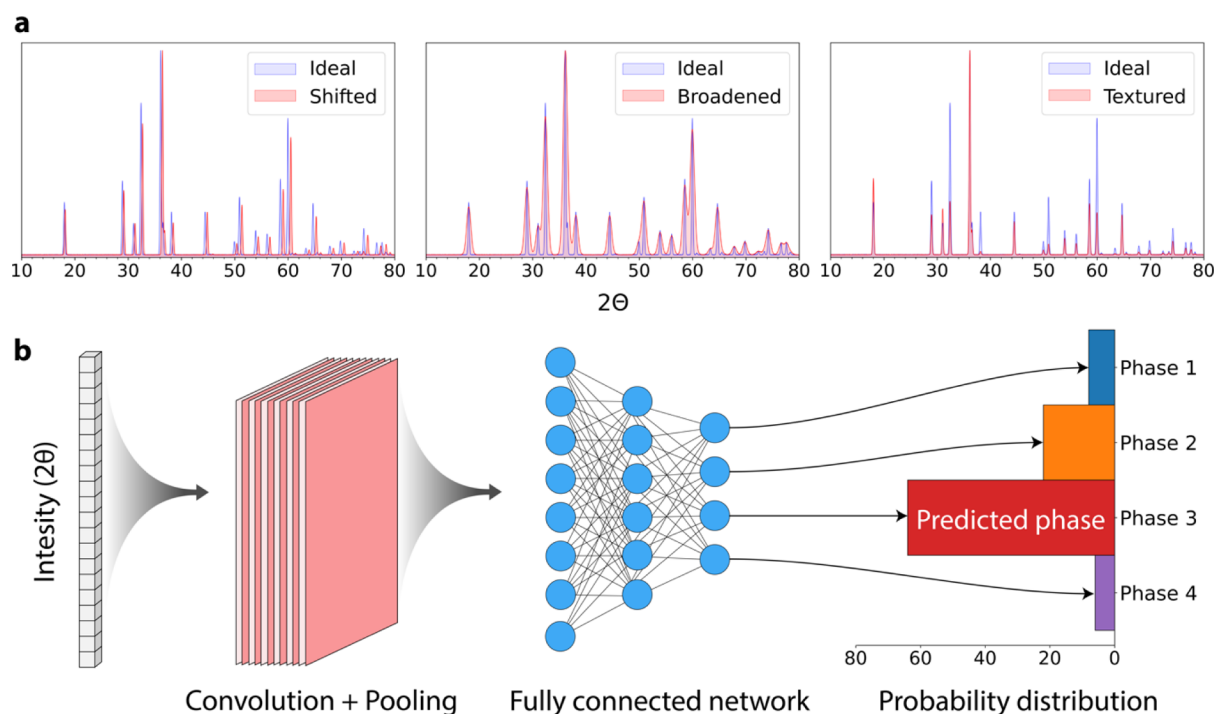 a
Ideal
Shifted
Ideal
Broadened
Ideal
Textured
10 20 30 40 50 60 70 80
10 20 30 40 50 60 70 80
10 20 30 40 50 60 70 80
2Θ
b
Intesity (2θ)
Phase 1
Phase 2
Predicted phase
Phase 3
Phase 4
80 60 40 20 0
Convolution + Pooling
Fully connected network
Probability distribution